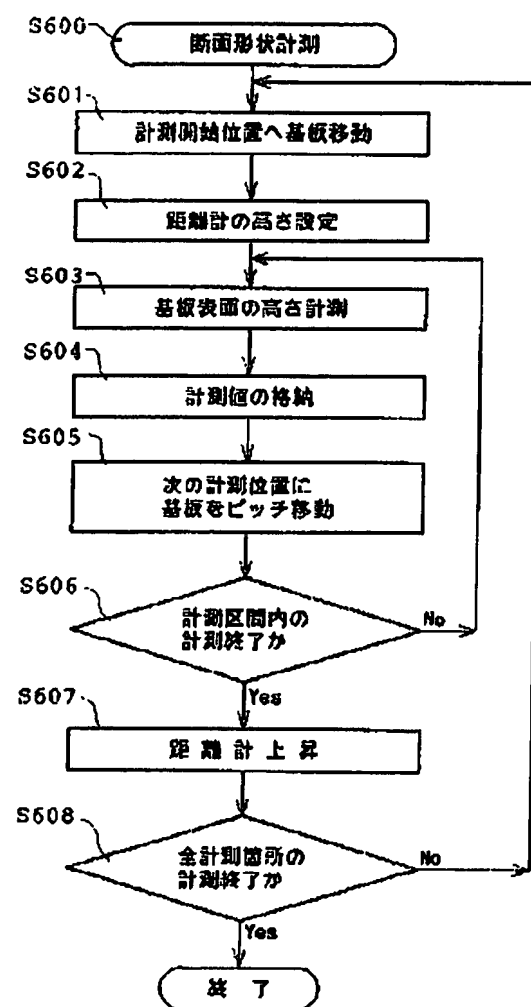 S600
断面形状計測
S601
計測開始位置へ基板移動
S602
距離計の高さ設定
S603
基板表面の高さ計測
S604
計測値の格納
S605
次の計測位置に
基板をピッチ移動
S606
計測区間内の
計測終了か
No
Yes
S607
距離計上昇
S608
全計測箇所の
計測終了か
No
Yes
終了